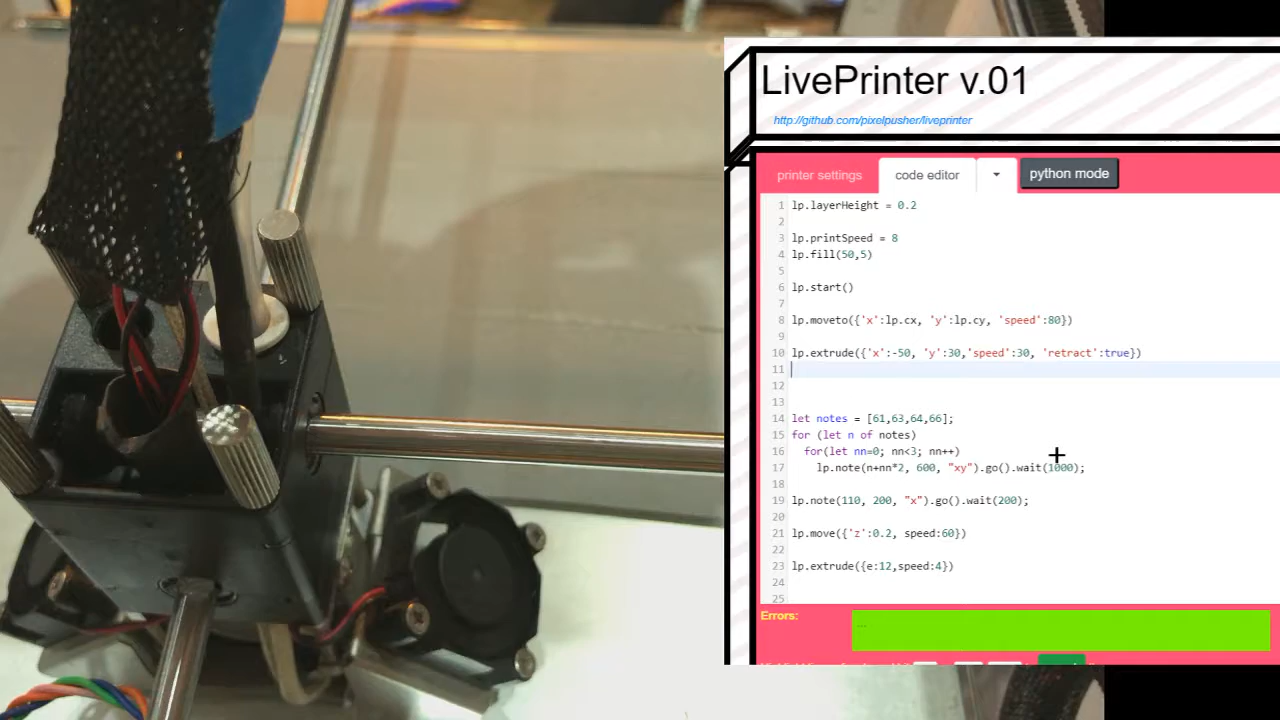 LivePrinter v.01
http://github.com/pixelpusher/liveprinter
printer settings code editor python mode
1 lp.layerHeight = 0.2
2
3 lp.printSpeed = 8
4 lp.fill(50,5)
5
6 lp.start()
7
8 lp.moveto({'x':lp.cx, 'y':lp.cy, 'speed':80})
9
10 lp.extrude({'x':-50, 'y':30,'speed':30, 'retract':true})
11
12
13
14 let notes = [61,63,64,66];
15 for (let n of notes)
16 for(let nn=0; nn<3; nn++)
17 lp.note(n+nn*2, 600, "xy").go().wait(1000);
18
19 lp.note(110, 200, "x").go().wait(200);
20
21 lp.move({'z':0.2, speed:60})
22
23 lp.extrude({e:12,speed:4})
24
25
Errors:
...